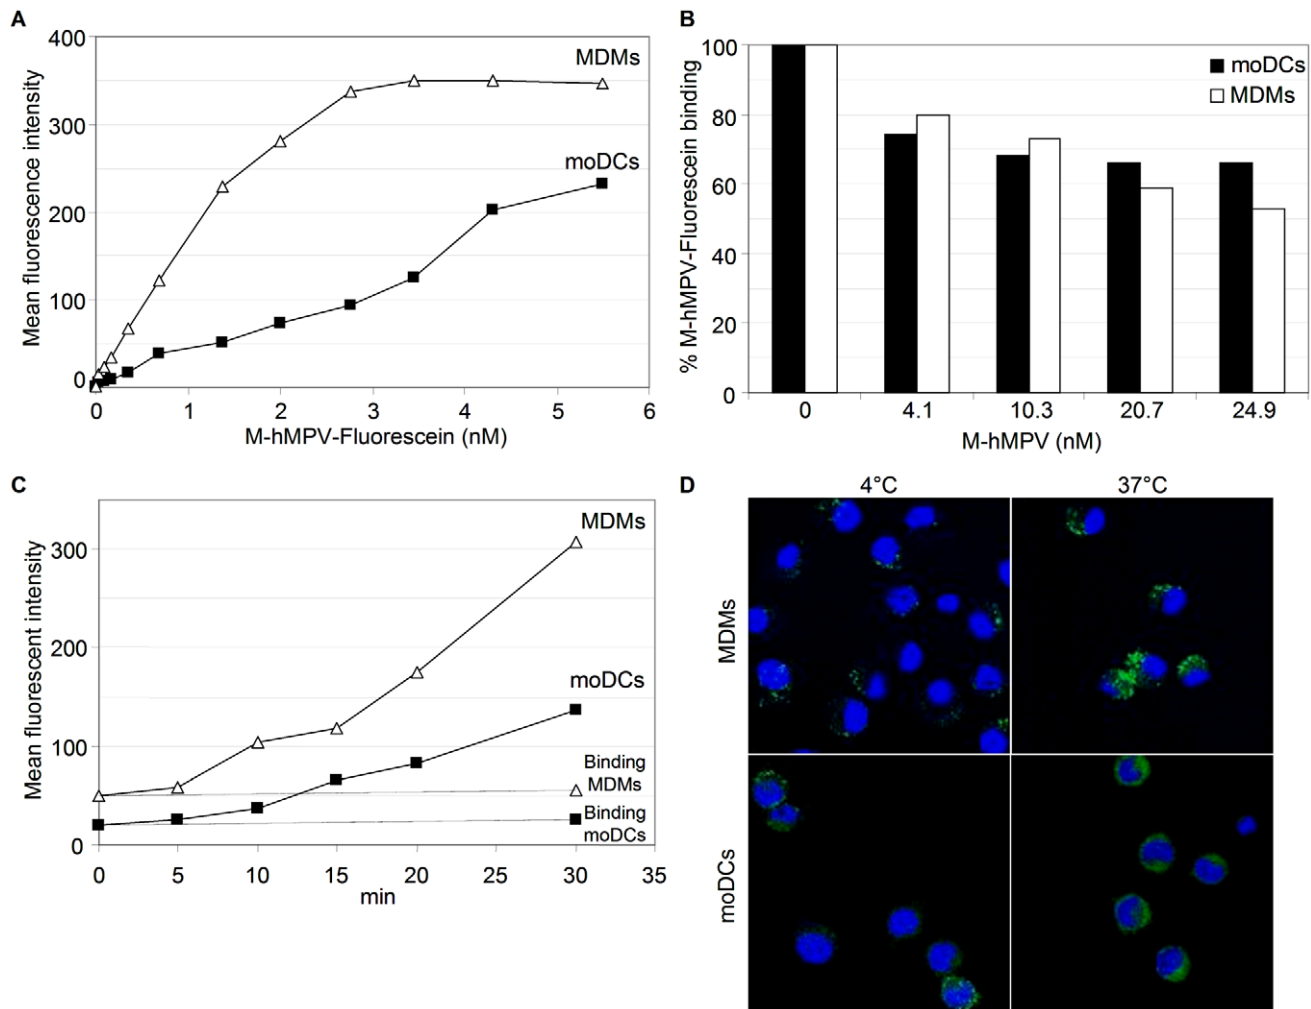 A
Mean fluorescence intensity
400
300
200
100
0
MDMs
moDCs
0 1 2 3 4 5 6
M-hMPV-Fluorescein (nM)
B
% M-hMPV-Fluorescein binding
100
80
60
40
20
0
moDCs
MDMs
0 4.1 10.3 20.7 24.9
M-hMPV (nM)
C
Mean fluorescent intensity
300
200
100
0
MDMs
moDCs
Binding
MDMs
Binding
moDCs
0 5 10 15 20 25 30 35
min
D
4°C 37°C
MDMs
moDCs